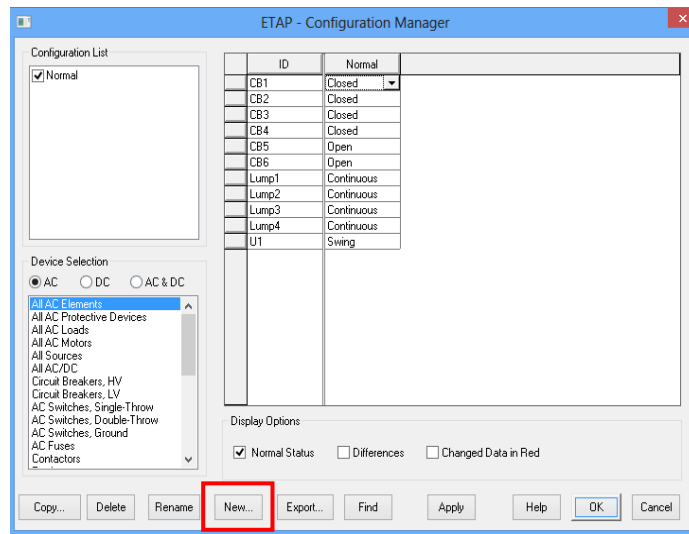 ETAP - Configuration Manager
Configuration List
Normal
ID Normal
CB1 Closed
CB2 Closed
CB3 Closed
CB4 Closed
CB5 Open
CB6 Open
Lump1 Continuous
Lump2 Continuous
Lump3 Continuous
Lump4 Continuous
U1 Swing
Device Selection
AC DC AC & DC
All AC Elements
All AC Protective Devices
All AC Loads
All AC Motors
All Sources
All AC/DC
Circuit Breakers, HV
Circuit Breakers, LV
AC Switches, Single-Throw
AC Switches, Double-Throw
AC Switches, Ground
AC Fuses
Contactors
Display Options
Normal Status Differences Changed Data in Red
Copy... Delete Rename New... Export... Find Apply Help OK Cancel